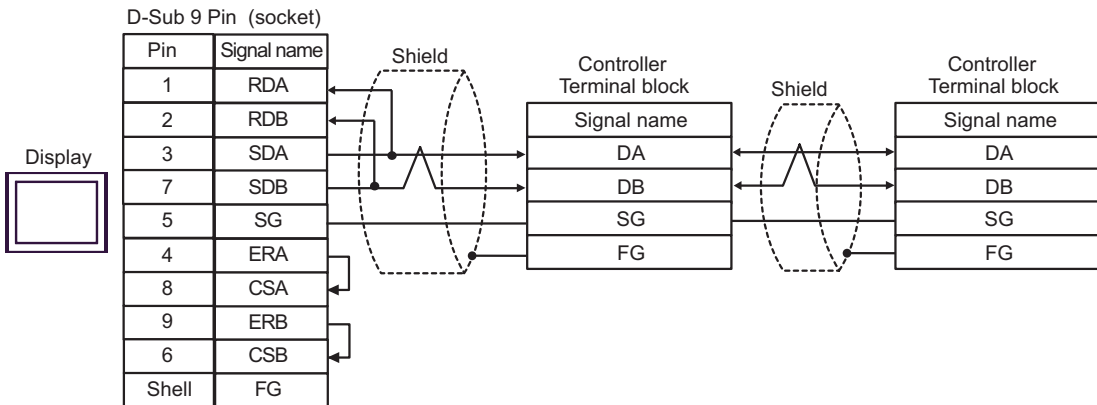 D-Sub 9 Pin (socket)
Pin Signal name
1 RDA
2 RDB
3 SDA
7 SDB
5 SG
4 ERA
8 CSA
9 ERB
6 CSB
Shell FG
Display
Shield
Controller
Terminal block
Signal name
DA
DB
SG
FG
Shield
Controller
Terminal block
Signal name
DA
DB
SG
FG